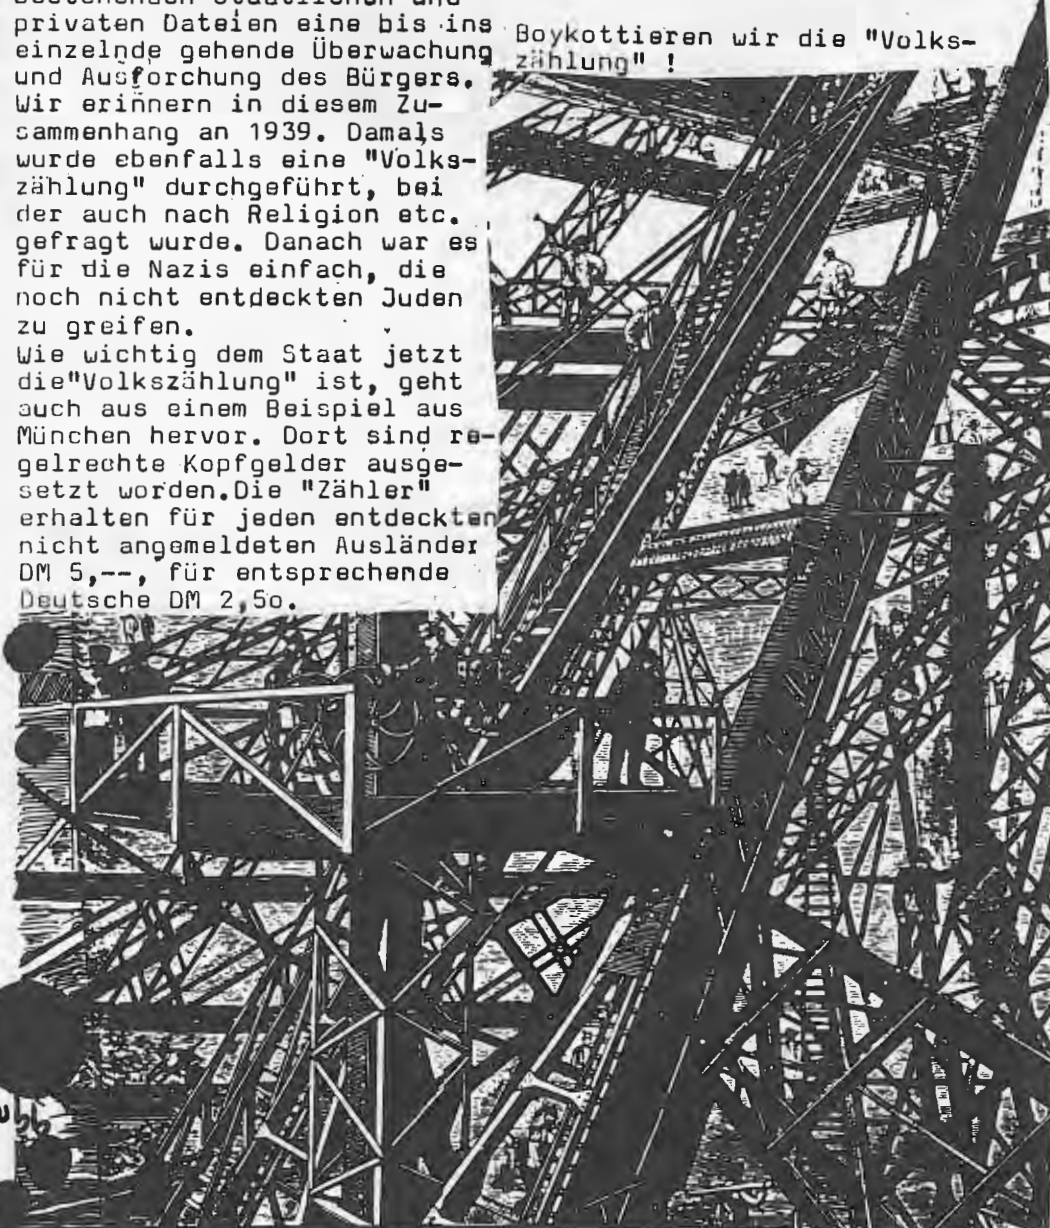 bestehenden staatlichen und
privaten Dateien eine bis ins
einzelnde gehende Überwachung
und Ausforchung des Bürgers.
Wir erinnern in diesem Zu-
sammenhang an 1939. Damals
wurde ebenfalls eine "Volks-
zählung" durchgeführt, bei
der auch nach Religion etc.
gefragt wurde. Danach war es
für die Nazis einfach, die
noch nicht entdeckten Juden
zu greifen.
Wie wichtig dem Staat jetzt
die"Volkszählung" ist, geht
auch aus einem Beispiel aus
München hervor. Dort sind re-
gelrechte Kopfgelder ausge-
setzt worden.Die "Zähler"
erhalten für jeden entdeckten
nicht angemeldeten Ausländer
DM 5,--, für entsprechende
Deutsche DM 2,5o.
Boykottieren wir die "Volks-
zählung" !